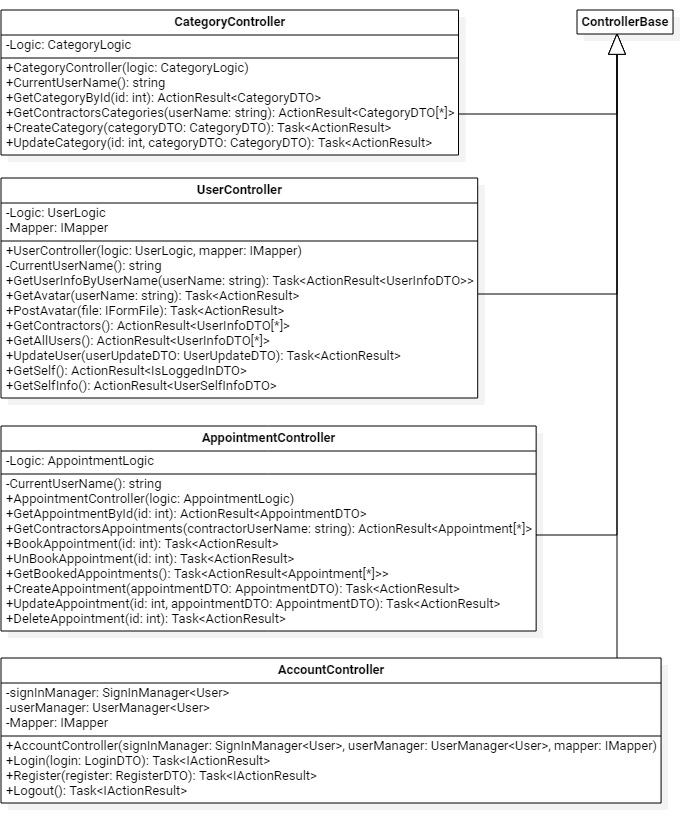 CategoryController
-Logic: CategoryLogic
+CategoryController(logic: CategoryLogic)
+CurrentUserName(): string
+GetCategoryById(id: int): ActionResult<CategoryDTO>
+GetContractorsCategories(userName: string): ActionResult<CategoryDTO[*]>
+CreateCategory(categoryDTO: CategoryDTO): Task<ActionResult>
+UpdateCategory(id: int, categoryDTO: CategoryDTO): Task<ActionResult>
ControllerBase
UserController
-Logic: UserLogic
-Mapper: IMapper
+UserController(logic: UserLogic, mapper: IMapper)
-CurrentUserName(): string
+GetUserInfoByUserName(userName: string): Task<ActionResult<UserInfoDTO>>
+GetAvatar(userName: string): Task<ActionResult>
+PostAvatar(file: IFormFile): Task<ActionResult>
+GetContractors(): ActionResult<UserInfoDTO[*]>
+GetAllUsers(): ActionResult<UserInfoDTO[*]>
+UpdateUser(userUpdateDTO: UserUpdateDTO): Task<ActionResult>
+GetSelf(): ActionResult<IsLoggedInDTO>
+GetSelfInfo(): ActionResult<UserSelfInfoDTO>
AppointmentController
-Logic: AppointmentLogic
-CurrentUserName(): string
+AppointmentController(logic: AppointmentLogic)
+GetAppointmentById(id: int): ActionResult<AppointmentDTO>
+GetContractorsAppointments(contractorUserName: string): ActionResult<Appointment[*]>
+BookAppointment(id: int): Task<ActionResult>
+UnBookAppointment(id: int): Task<ActionResult>
+GetBookedAppointments(): Task<ActionResult<Appointment[*]>>
+CreateAppointment(appointmentDTO: AppointmentDTO): Task<ActionResult>
+UpdateAppointment(id: int, appointmentDTO: AppointmentDTO): Task<ActionResult>
+DeleteAppointment(id: int): Task<ActionResult>
AccountController
-signInManager: SignInManager<User>
-userManager: UserManager<User>
-Mapper: IMapper
+AccountController(signInManager: SignInManager<User>, userManager: UserManager<User>, mapper: IMapper)
+Login(login: LoginDTO): Task<IActionResult>
+Register(register: RegisterDTO): Task<IActionResult>
+Logout(): Task<IActionResult>